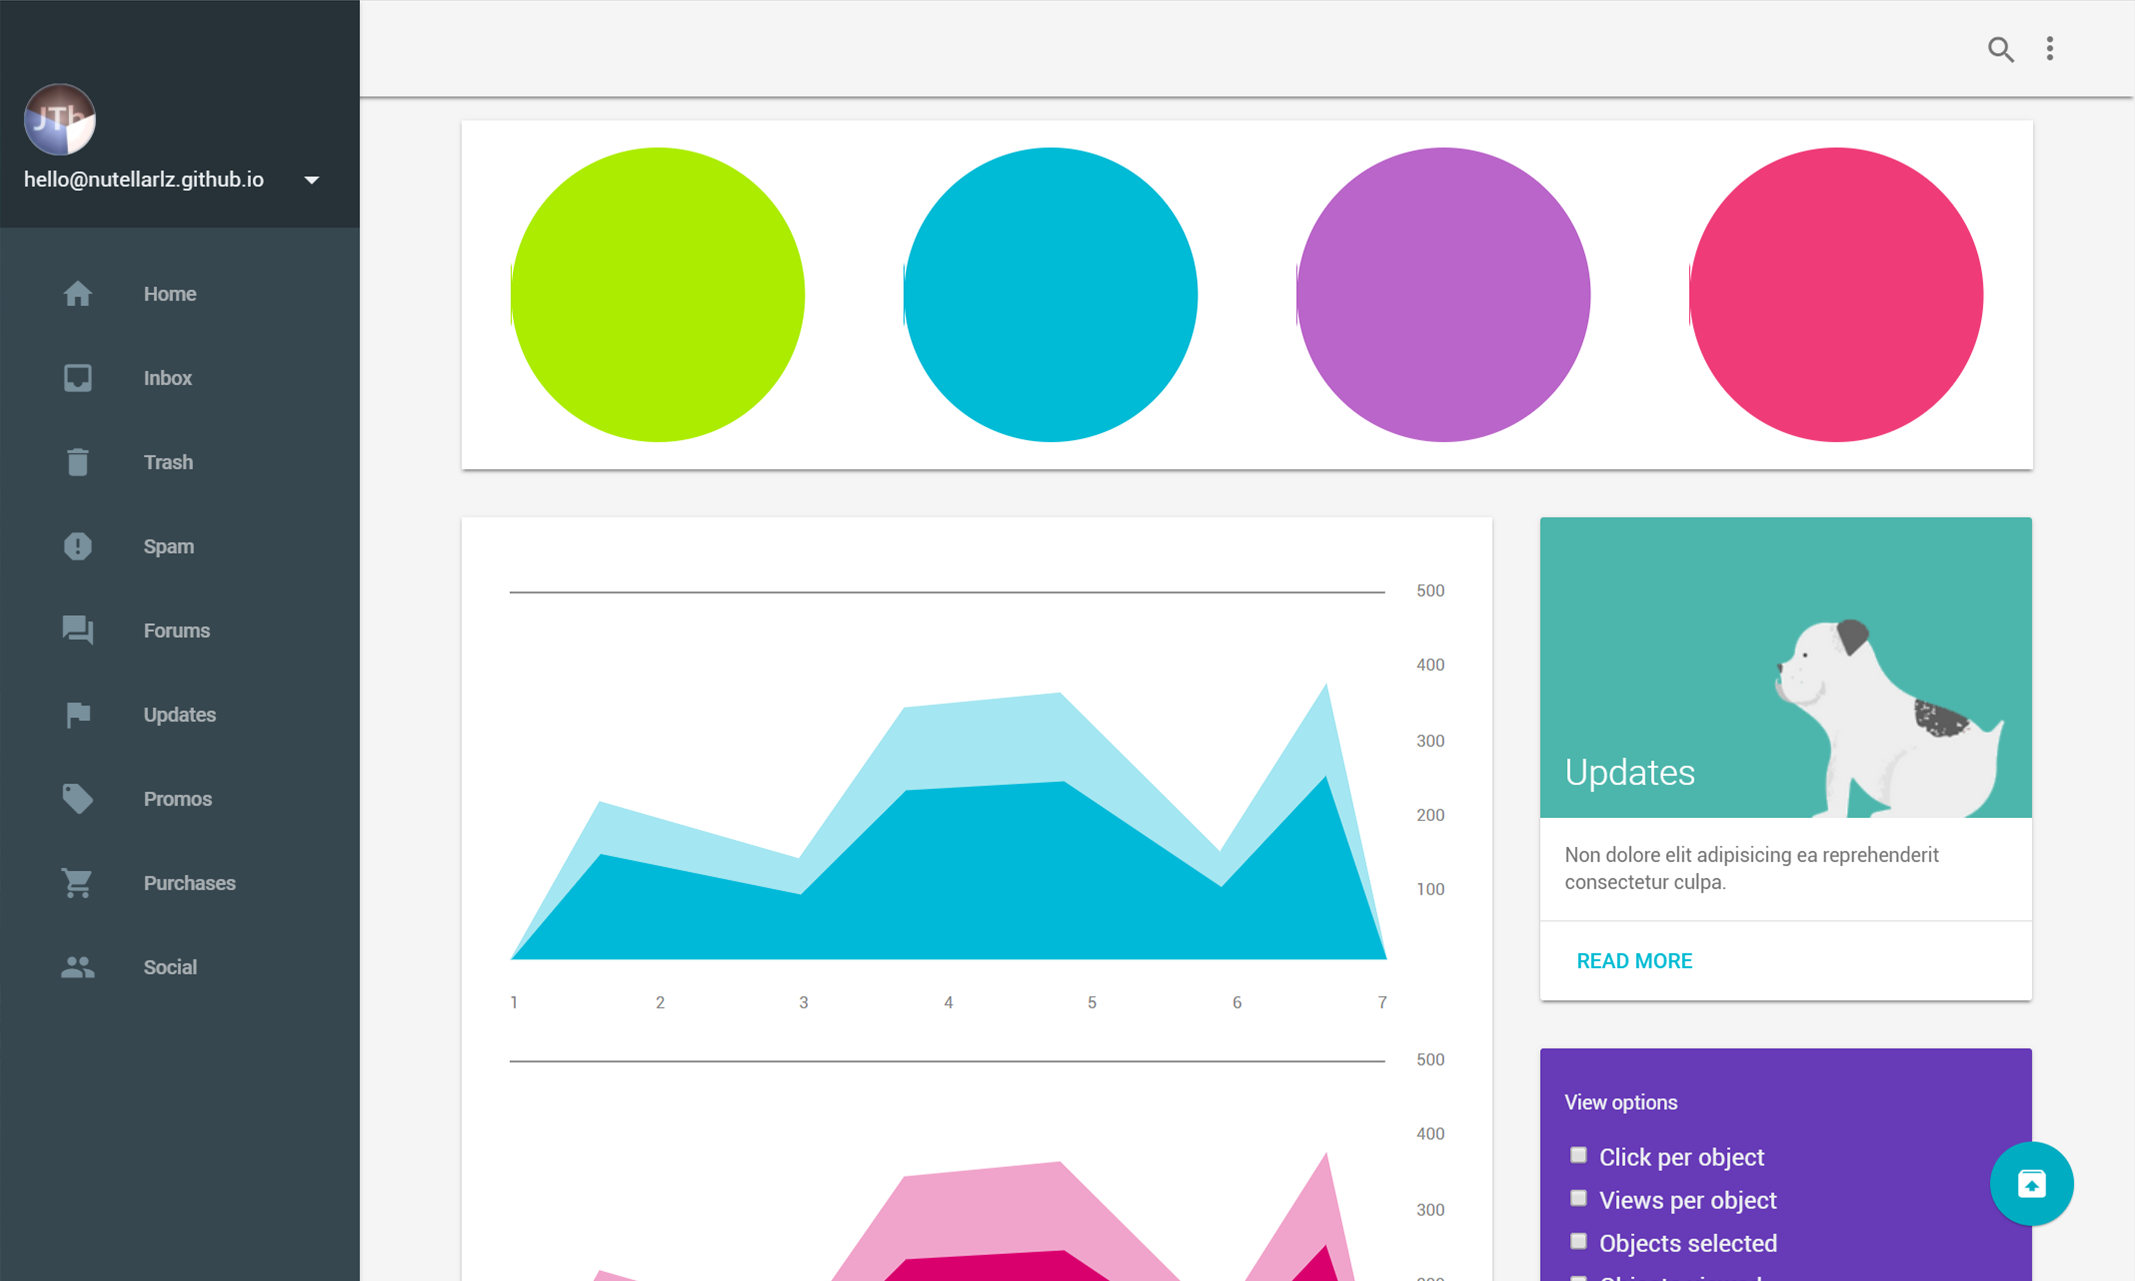 JTh
hello@nutellarlz.github.io
Home
Inbox
Trash
Spam
Forums
Updates
Promos
Purchases
Social
500
400
300
200
100
1 2 3 4 5 6 7
500
400
300
Updates
Non dolore elit adipisicing ea reprehenderit
consectetur culpa.
READ MORE
View options
Click per object
Views per object
Objects selected